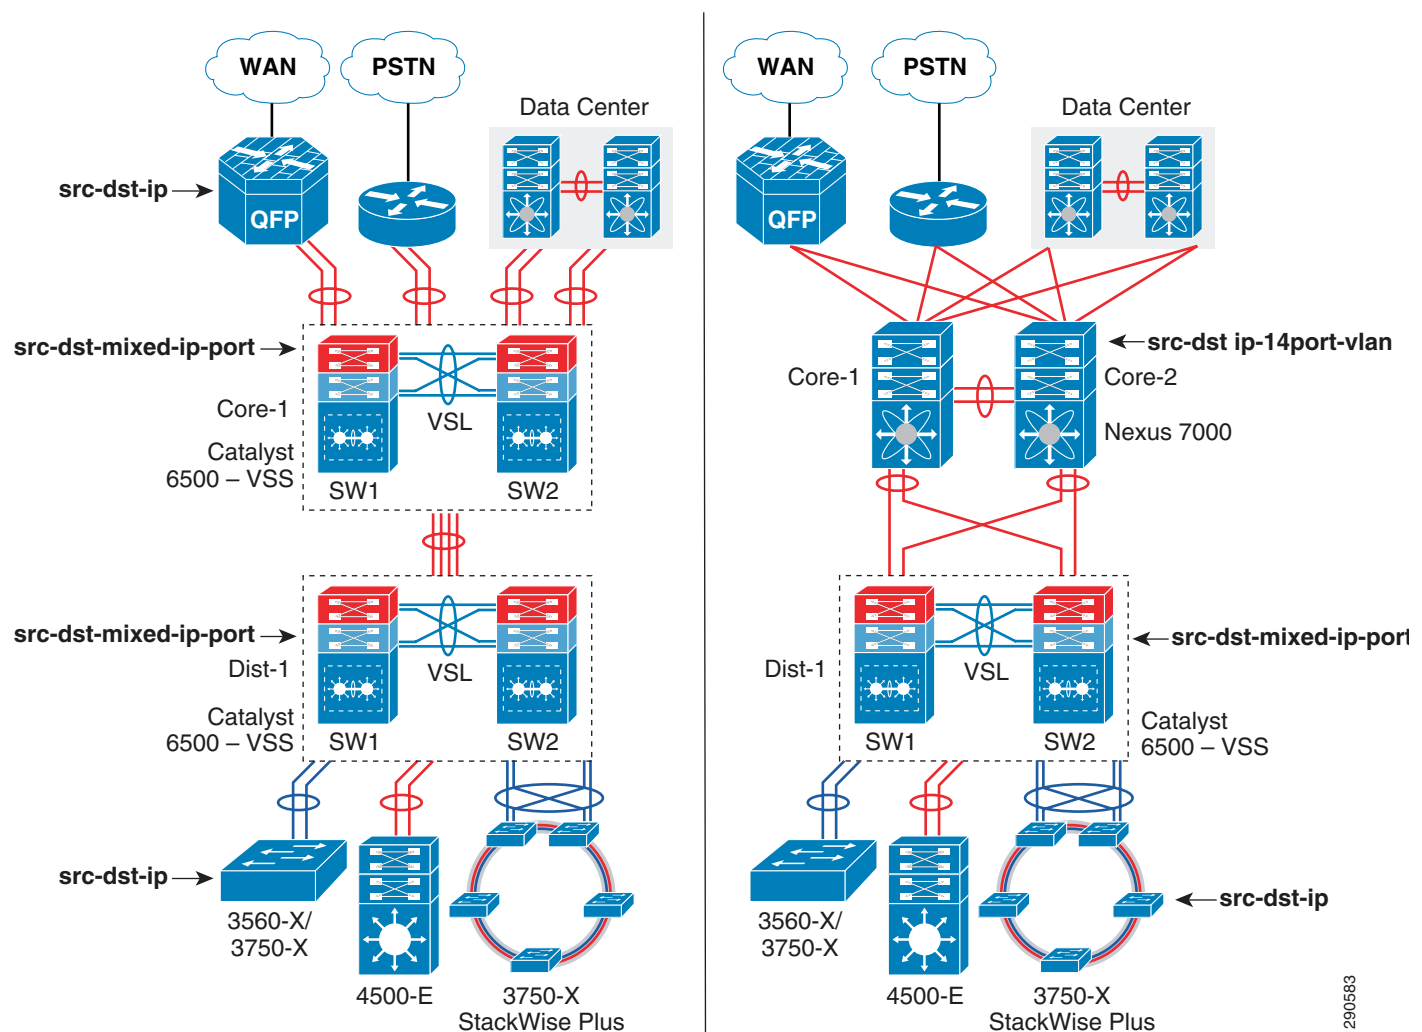 WAN
PSTN
Data Center
src-dst-ip
QFP
src-dst-mixed-ip-port
Core-1
VSL
Catalyst
6500 – VSS
SW1
SW2
src-dst-mixed-ip-port
Dist-1
VSL
Catalyst
6500 – VSS
SW1
SW2
src-dst-ip
3560-X/
3750-X
4500-E
3750-X
StackWise Plus
WAN
PSTN
Data Center
QFP
src-dst ip-14port-vlan
Core-1
Core-2
Nexus 7000
src-dst-mixed-ip-port
Dist-1
VSL
SW1
SW2
Catalyst
6500 – VSS
src-dst-ip
3560-X/
3750-X
4500-E
3750-X
StackWise Plus
290583